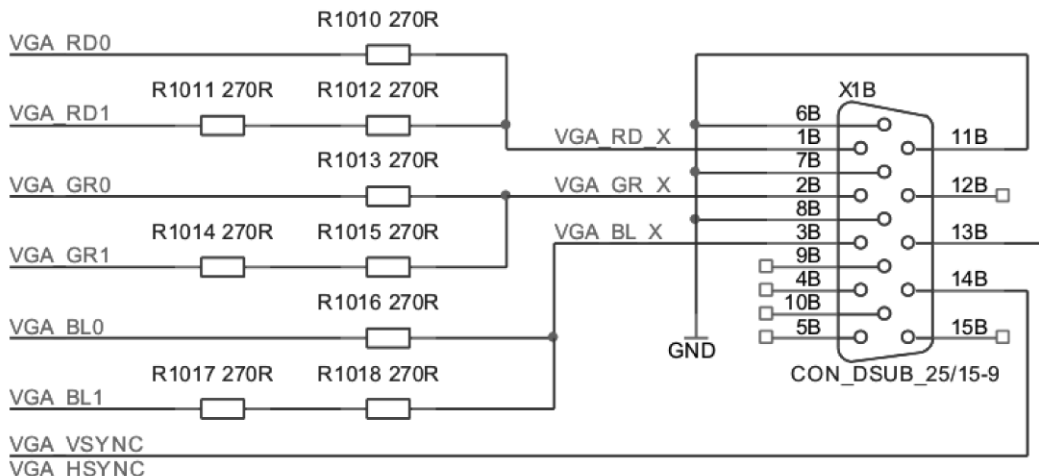 R1010 270R
VGA_RD0
R1011 270R R1012 270R
VGA_RD1
R1013 270R
VGA_GR0
R1014 270R R1015 270R
VGA_GR1
R1016 270R
VGA_BL0
R1017 270R R1018 270R
VGA_BL1
VGA_VSYNC
VGA_HSYNC
VGA_RD_X
VGA_GR_X
VGA_BL_X
GND
X1B
6B
1B
7B
2B
8B
3B
9B
4B
10B
5B
11B
12B
13B
14B
15B
CON_DSUB_25/15-9